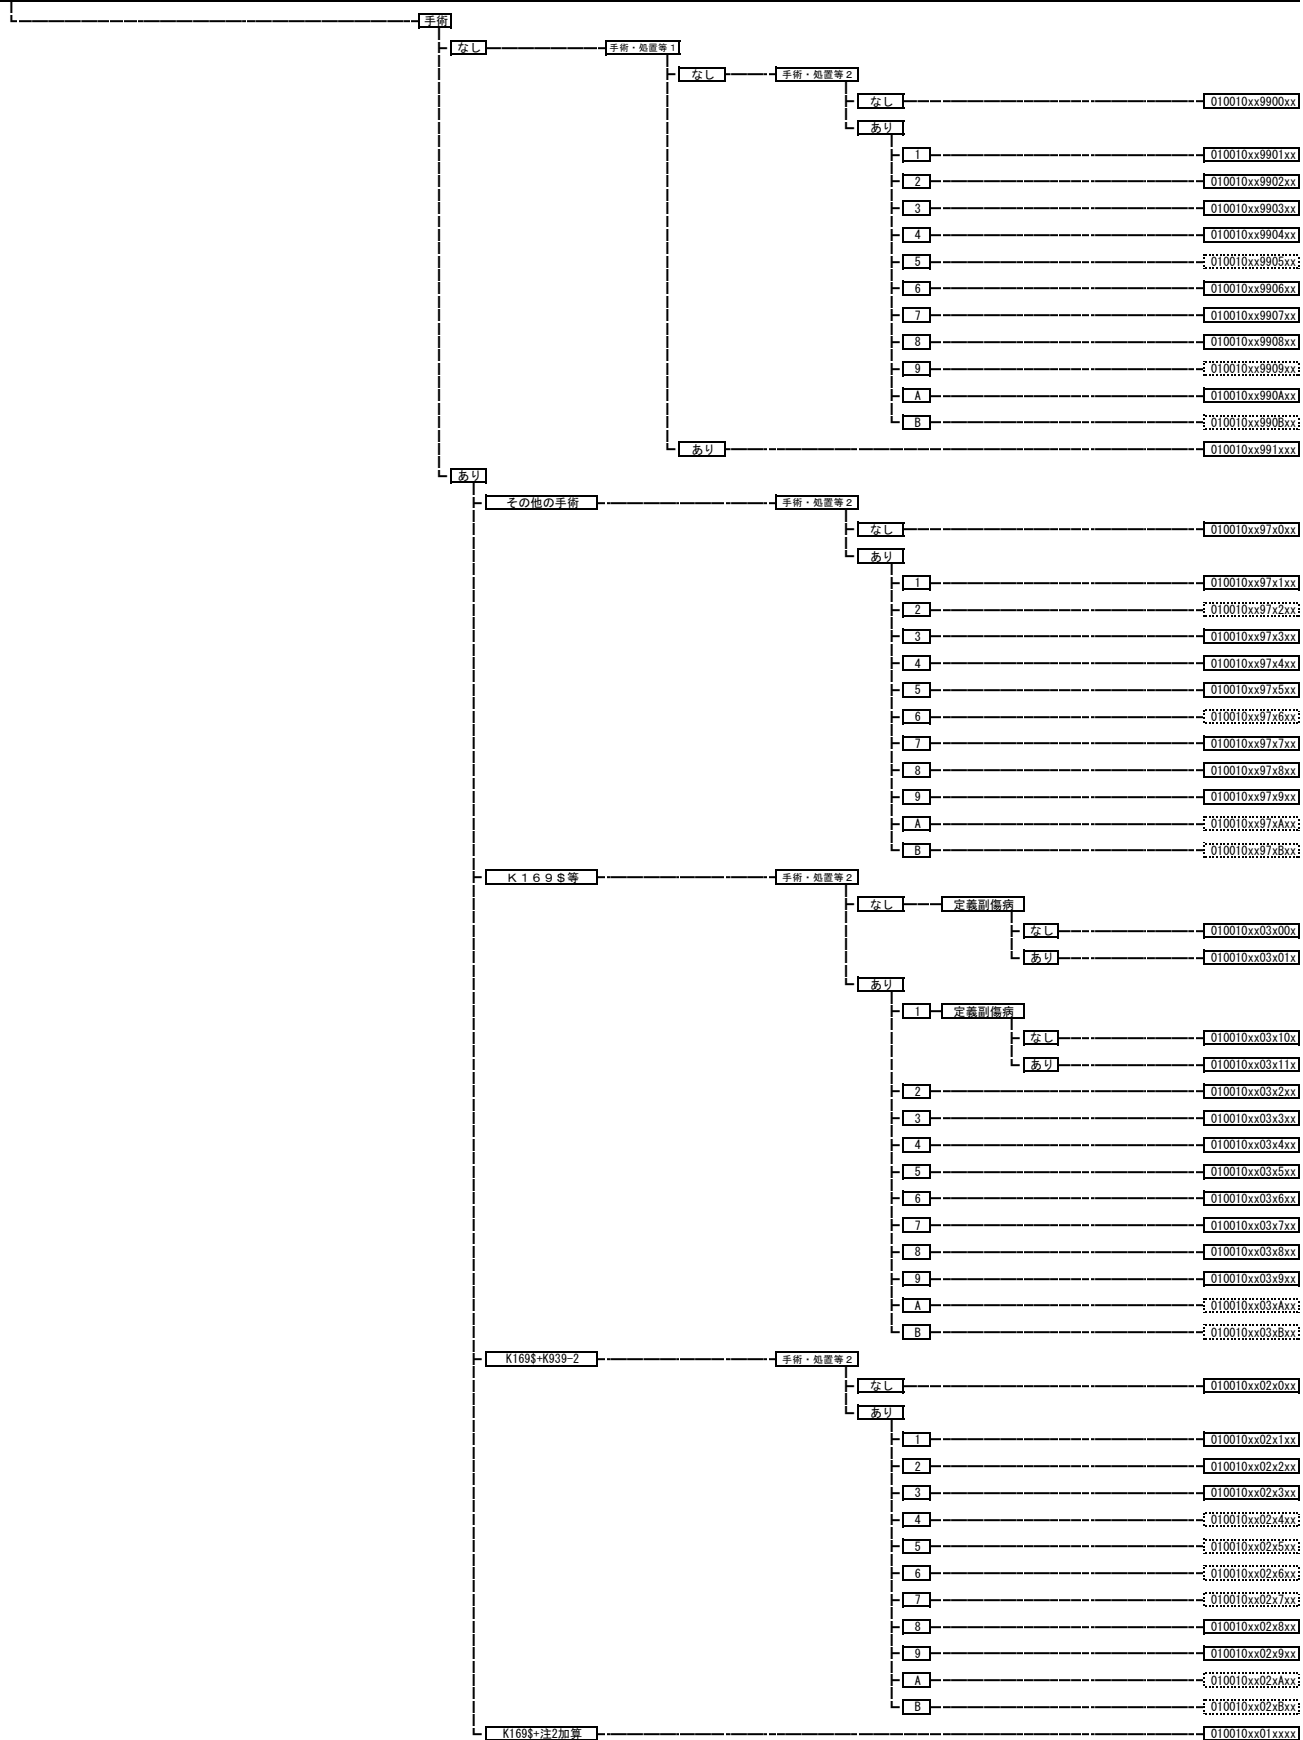 手術
なし 手術・処置等1
なし 手術・処置等2
なし 010010xx9900xx
あり
1 010010xx9901xx
2 010010xx9902xx
3 010010xx9903xx
4 010010xx9904xx
5 010010xx9905xx
6 010010xx9906xx
7 010010xx9907xx
8 010010xx9908xx
9 010010xx9909xx
A 010010xx990Axx
B 010010xx990Bxx
あり 010010xx991xxx
あり
その他の手術 手術・処置等2
なし 010010xx97x0xx
あり
1 010010xx97x1xx
2 010010xx97x2xx
3 010010xx97x3xx
4 010010xx97x4xx
5 010010xx97x5xx
6 010010xx97x6xx
7 010010xx97x7xx
8 010010xx97x8xx
9 010010xx97x9xx
A 010010xx97xAxx
B 010010xx97xBxx
K169$等 手術・処置等2
なし 定義副傷病
なし 010010xx03x00x
あり 010010xx03x01x
あり
1 定義副傷病
なし 010010xx03x10x
あり 010010xx03x11x
2 010010xx03x2xx
3 010010xx03x3xx
4 010010xx03x4xx
5 010010xx03x5xx
6 010010xx03x6xx
7 010010xx03x7xx
8 010010xx03x8xx
9 010010xx03x9xx
A 010010xx03xAxx
B 010010xx03xBxx
K169$+K939-2 手術・処置等2
なし 010010xx02x0xx
あり
1 010010xx02x1xx
2 010010xx02x2xx
3 010010xx02x3xx
4 010010xx02x4xx
5 010010xx02x5xx
6 010010xx02x6xx
7 010010xx02x7xx
8 010010xx02x8xx
9 010010xx02x9xx
A 010010xx02xAxx
B 010010xx02xBxx
K169$+注2加算 010010xx01xxxx